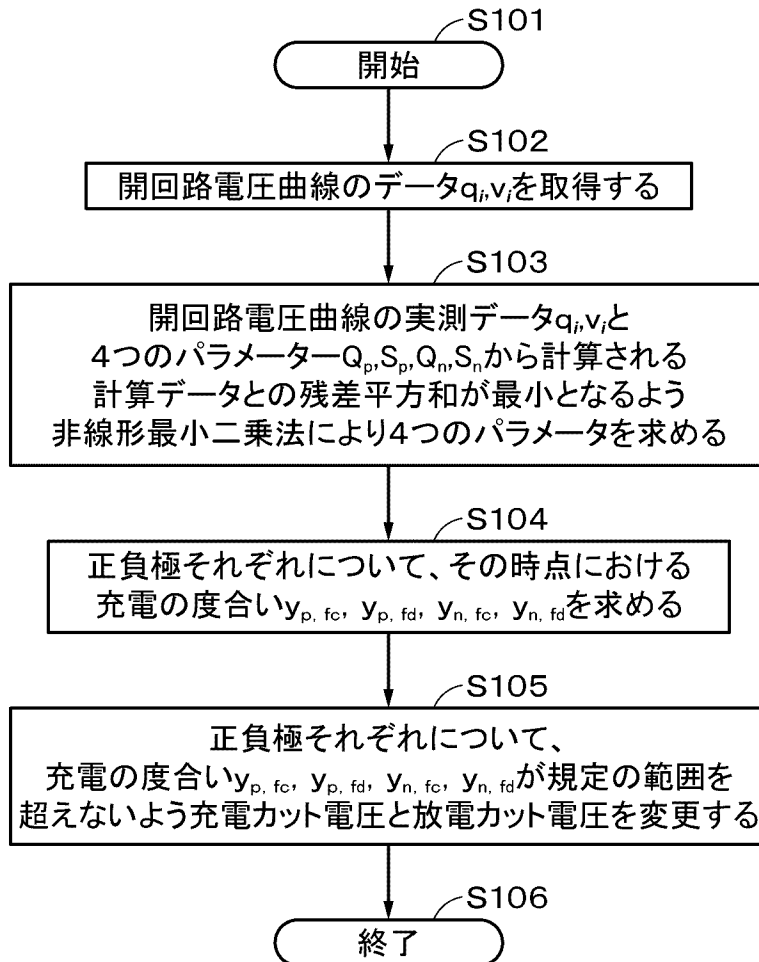 S101
開始
S102
開回路電圧曲線のデータqi,viを取得する
S103
開回路電圧曲線の実測データqi,viと
4つのパラメーターQp,Sp,Qn,Snから計算される
計算データとの残差平方和が最小となるよう
非線形最小二乗法により4つのパラメータを求める
S104
正負極それぞれについて、その時点における
充電の度合いyp, fc, yp, fd, yn, fc, yn, fdを求める
S105
正負極それぞれについて、
充電の度合いyp, fc, yp, fd, yn, fc, yn, fdが規定の範囲を
超えないよう充電カット電圧と放電カット電圧を変更する
S106
終了